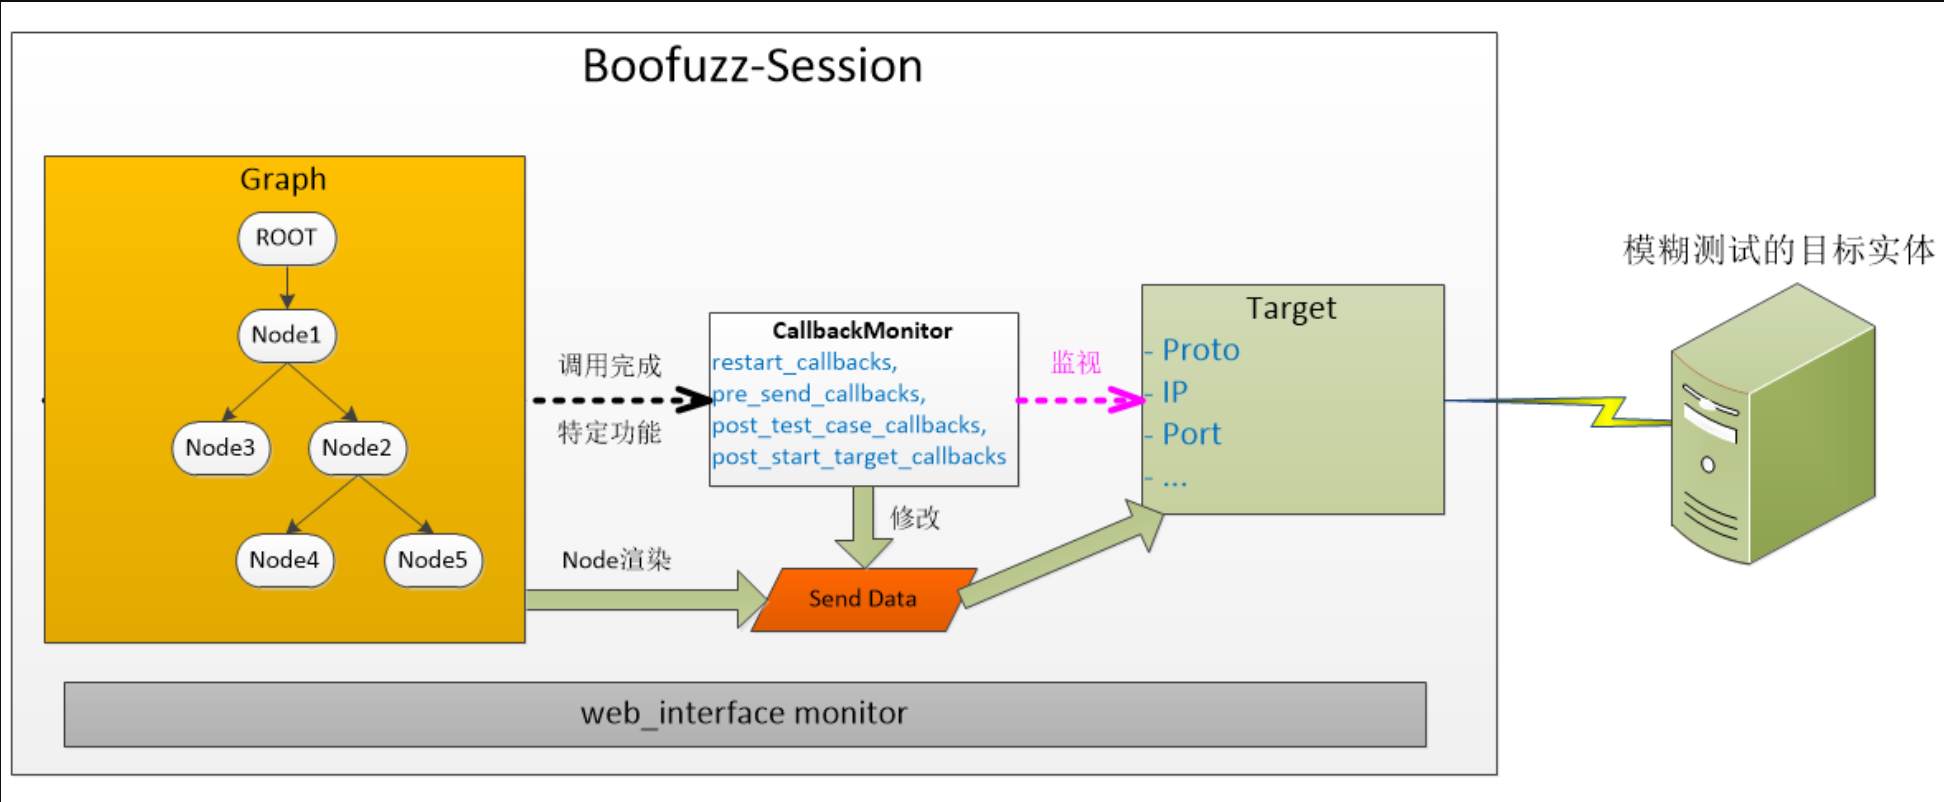 Boofuzz-Session
Graph
ROOT
Node1
Node3
Node2
Node4
Node5
调用完成
特定功能
Node渲染
CallbackMonitor
restart_callbacks,
pre_send_callbacks,
post_test_case_callbacks,
post_start_target_callbacks
修改
Send Data
监视
Target
- Proto
- IP
- Port
- ...
模糊测试的目标实体
web_interface monitor